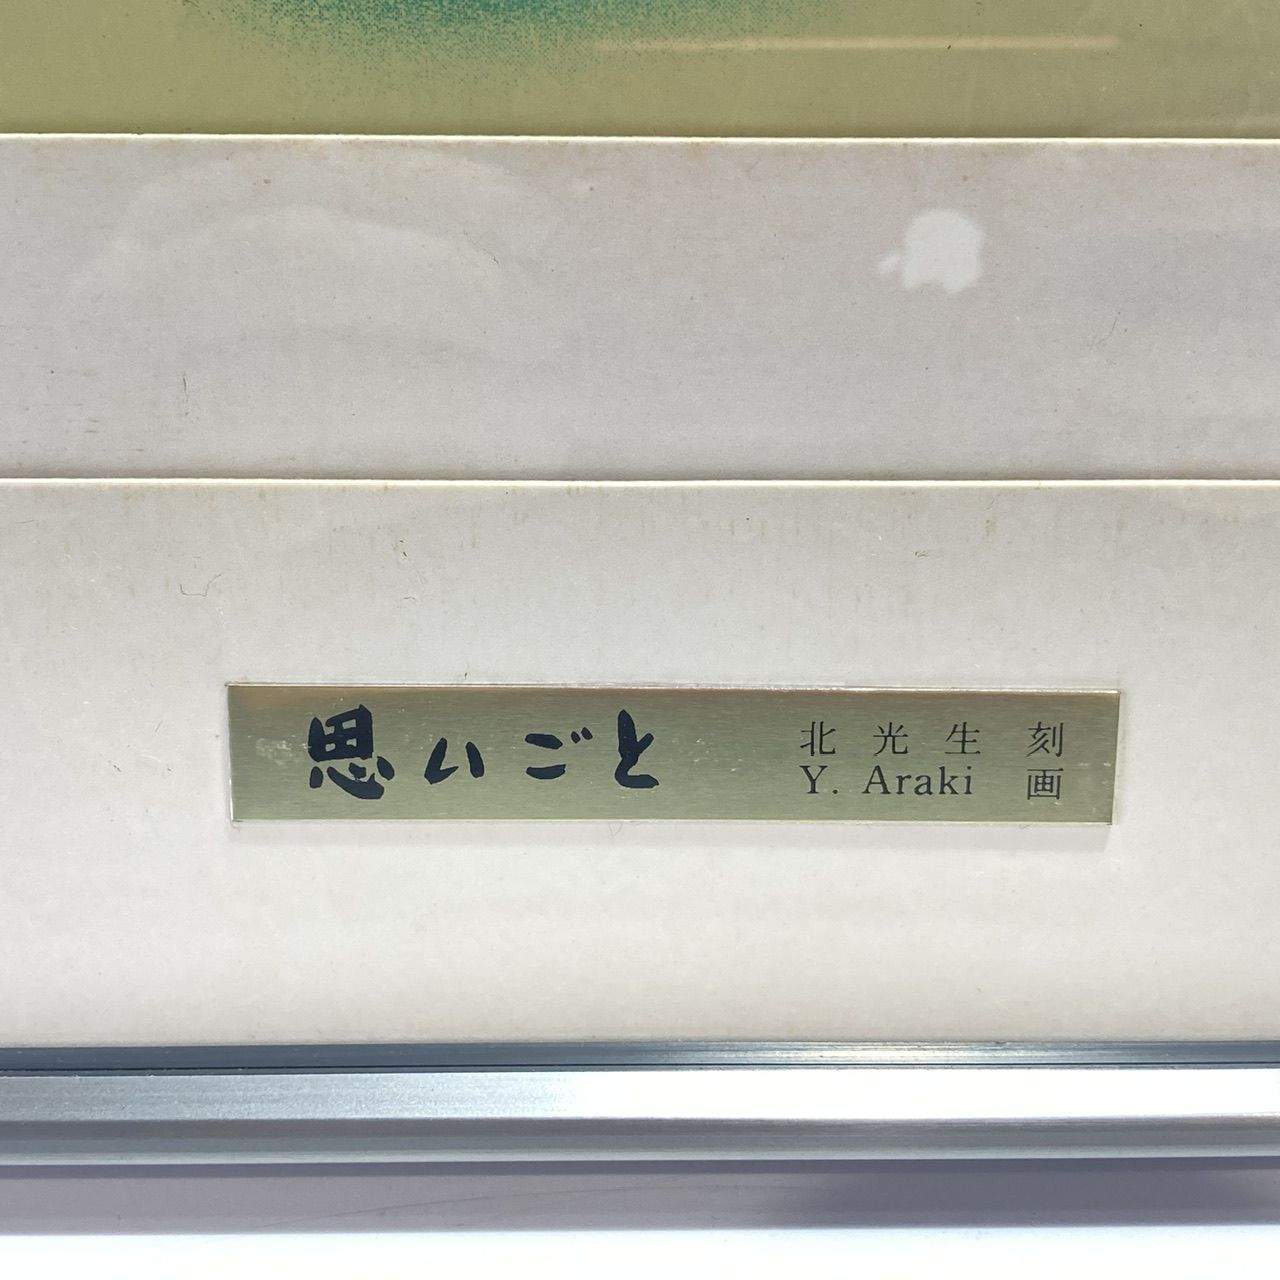 思いごと
北光生 刻
Y. Araki 画